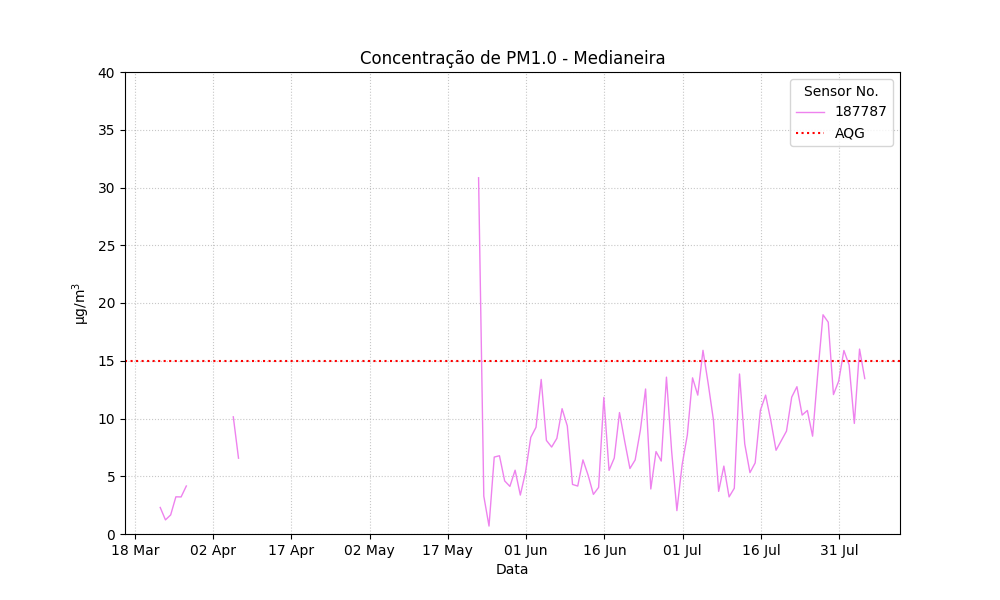 Concentração de PM1.0 - Medianeira
40
35
30
25
20
15
10
5
0
µg/m³
Sensor No.
187787
AQG
18 Mar 02 Apr 17 Apr 02 May 17 May 01 Jun 16 Jun 01 Jul 16 Jul 31 Jul
Data